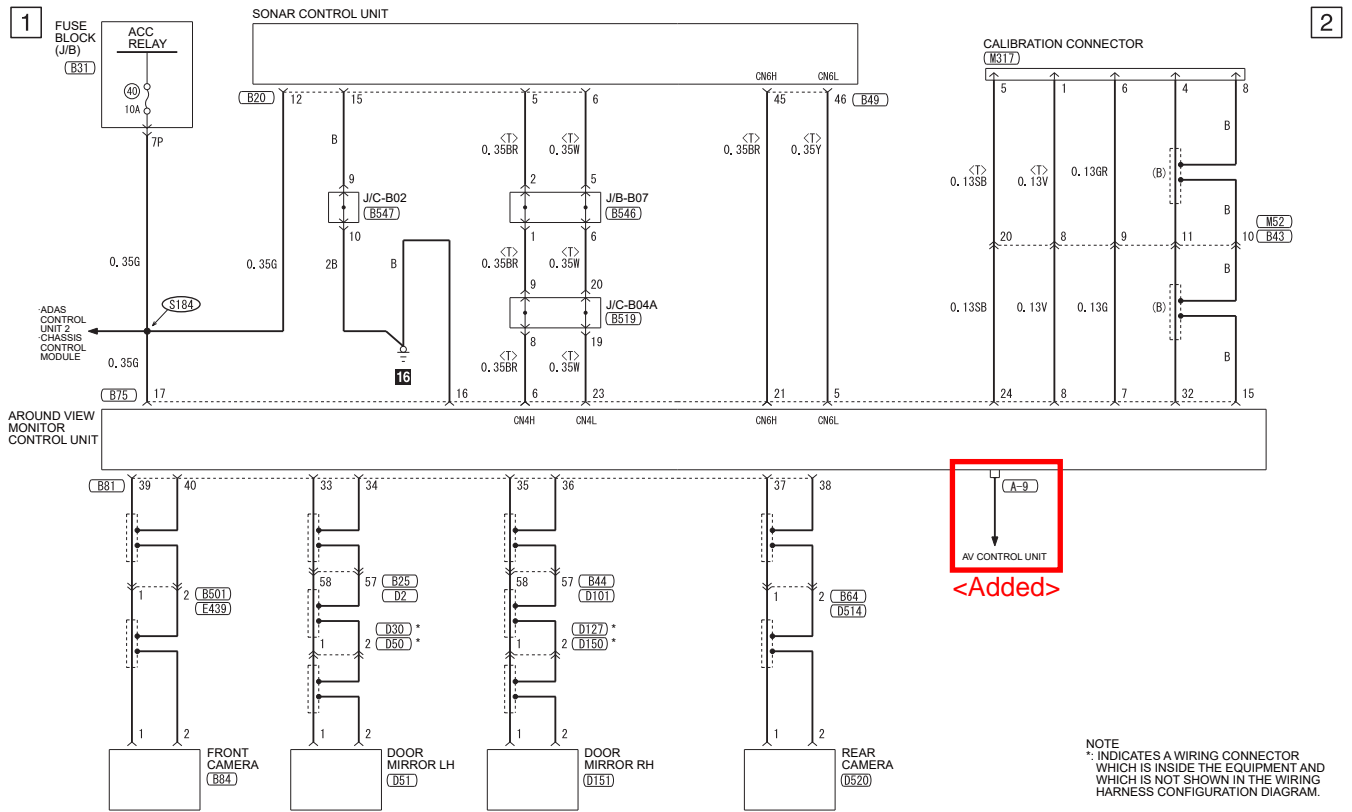 1
2
FUSE
BLOCK
(J/B)
B31
ACC
RELAY
40
10A
7P
SONAR CONTROL UNIT
CN6H
CN6L
B20
12
15
5
6
45
46
B49
CALIBRATION CONNECTOR
M317
5
1
6
4
8
B
<T>
0.35BR
<T>
0.35W
<T>
0.35BR
<T>
0.35Y
<T>
0.13SB
<T>
0.13V
0.13GR
(B)
B
9
J/C-B02
B547
10
2
5
J/B-B07
B546
1
6
B
M52
B43
20
8
9
11
10
0.35G
0.35G
2B
B
<T>
0.35BR
<T>
0.35W
B
9
20
J/C-B04A
B519
8
19
S184
·ADAS
CONTROL
UNIT 2
·CHASSIS
CONTROL
MODULE
0.13SB
0.13V
0.13G
(B)
B
0.35G
16
<T>
0.35BR
<T>
0.35W
B75
17
16
6
23
21
5
24
8
7
32
15
AROUND VIEW
MONITOR
CONTROL UNIT
CN4H
CN4L
CN6H
CN6L
B81
39
40
33
34
35
36
37
38
A-9
AV CONTROL UNIT
<Added>
1
2
B501
E439
58
57
B25
D2
58
57
B44
D101
1
2
B64
D514
D30
*
D50
*
1
2
D127
*
D150
*
1
2
1
2
1
2
1
2
1
2
FRONT
CAMERA
B84
DOOR
MIRROR LH
D51
DOOR
MIRROR RH
D151
REAR
CAMERA
D520
NOTE
*: INDICATES A WIRING CONNECTOR
WHICH IS INSIDE THE EQUIPMENT AND
WHICH IS NOT SHOWN IN THE WIRING
HARNESS CONFIGURATION DIAGRAM.